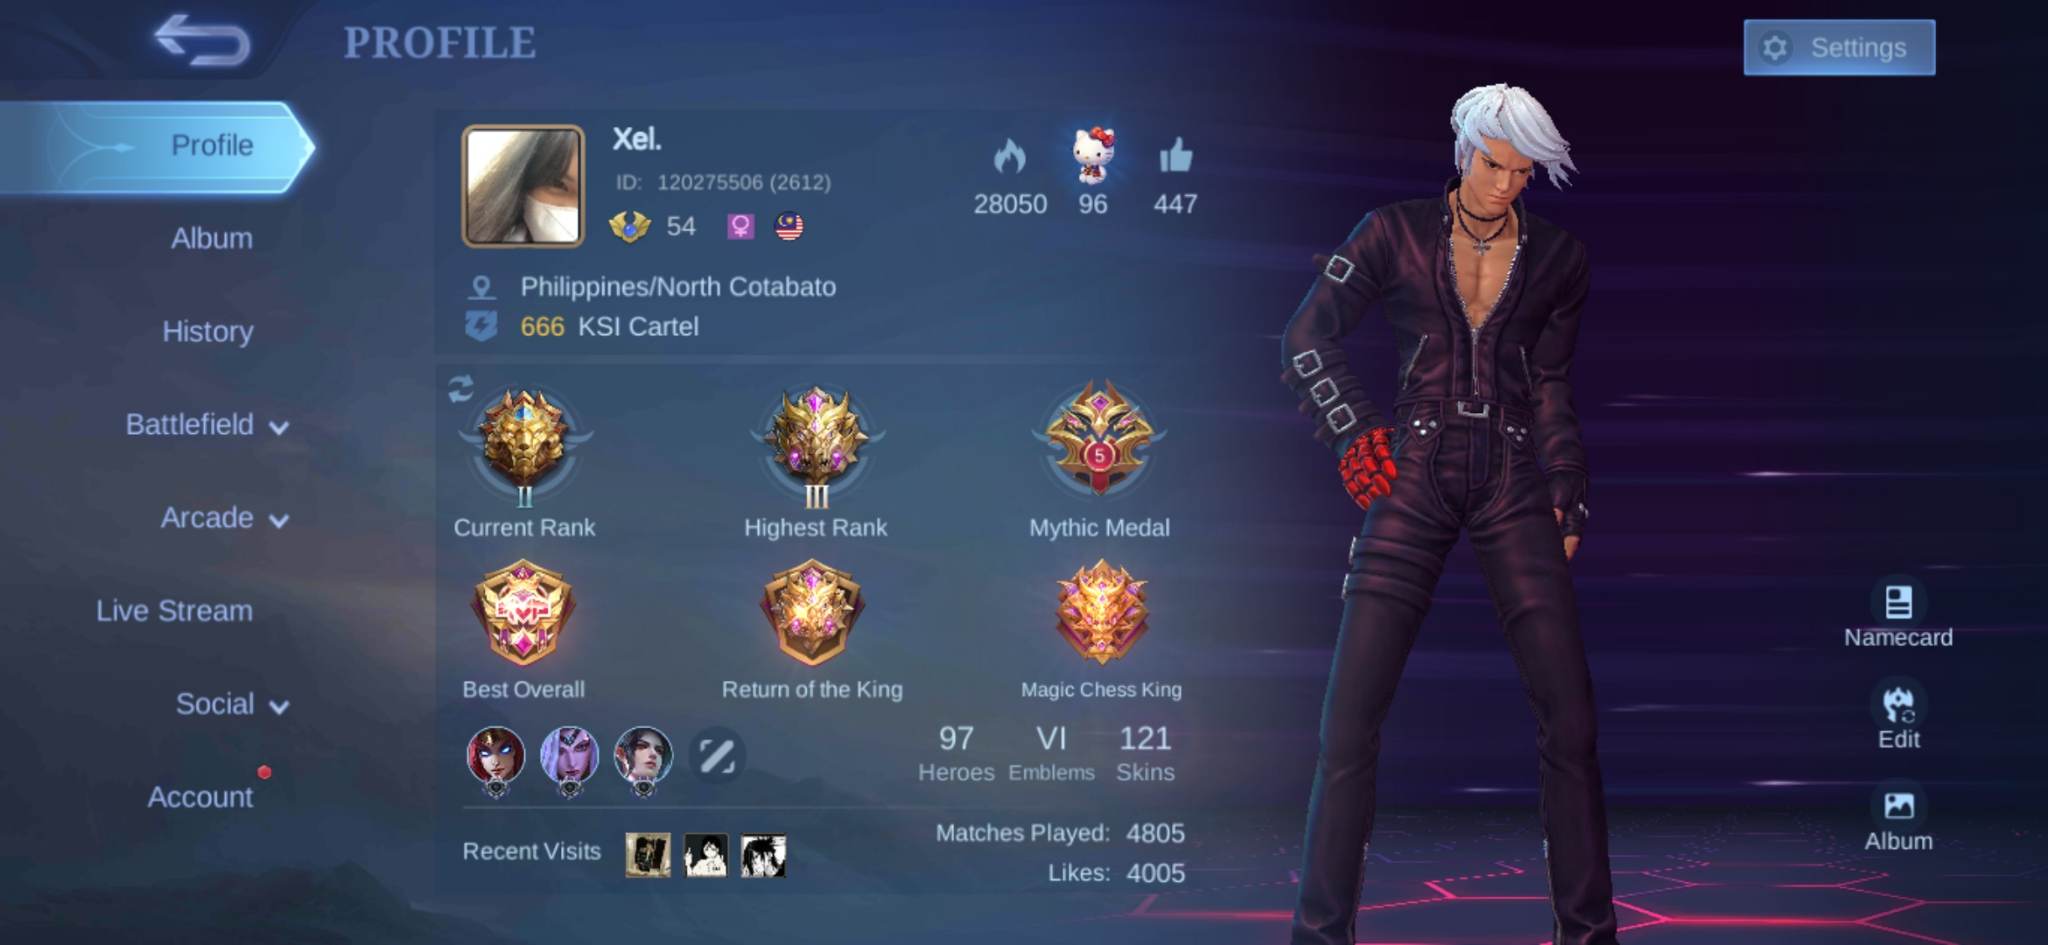 PROFILE
Settings
Profile
Album
History
Battlefield
Arcade
Live Stream
Social
Account
Xel.
ID: 120275506 (2612)
54
28050
96
447
Philippines/North Cotabato
666 KSI Cartel
II
III
5
Current Rank
Highest Rank
Mythic Medal
MVP
Best Overall
Return of the King
Magic Chess King
97
VI
121
Heroes
Emblems
Skins
Recent Visits
Matches Played: 4805
Likes: 4005
Namecard
Edit
Album